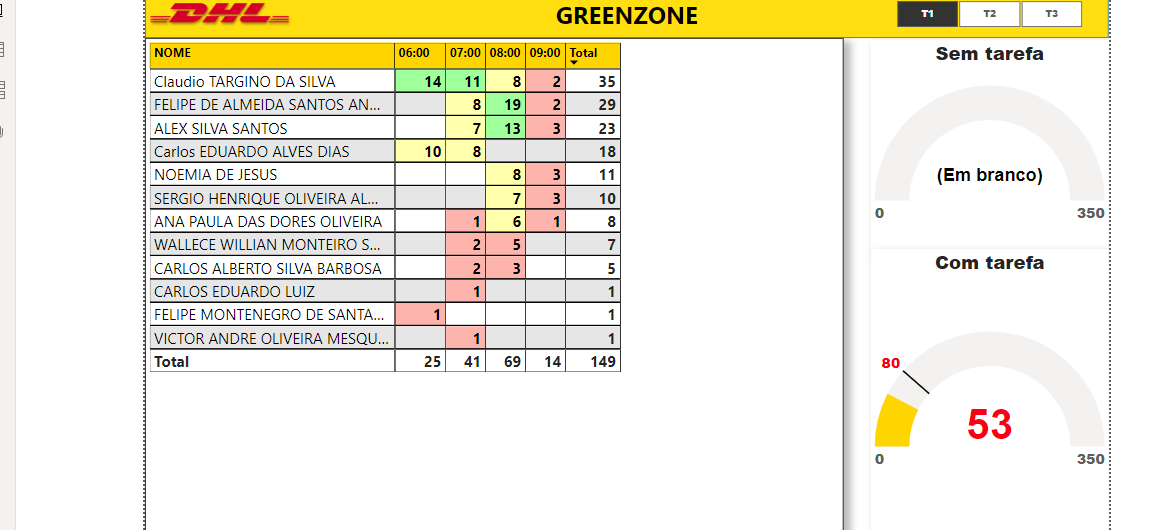 DHL GREENZONE T1 T2 T3
NOME 06:00 07:00 08:00 09:00 Total
Claudio TARGINO DA SILVA 14 11 8 2 35
FELIPE DE ALMEIDA SANTOS AN... 8 19 2 29
ALEX SILVA SANTOS 7 13 3 23
Carlos EDUARDO ALVES DIAS 10 8 18
NOEMIA DE JESUS 8 3 11
SERGIO HENRIQUE OLIVEIRA AL... 7 3 10
ANA PAULA DAS DORES OLIVEIRA 1 6 1 8
WALLECE WILLIAN MONTEIRO S... 2 5 7
CARLOS ALBERTO SILVA BARBOSA 2 3 5
CARLOS EDUARDO LUIZ 1 1
FELIPE MONTENEGRO DE SANTA... 1 1
VICTOR ANDRE OLIVEIRA MESQU... 1 1
Total 25 41 69 14 149
Sem tarefa
(Em branco)
0 350
Com tarefa
80
53
0 350